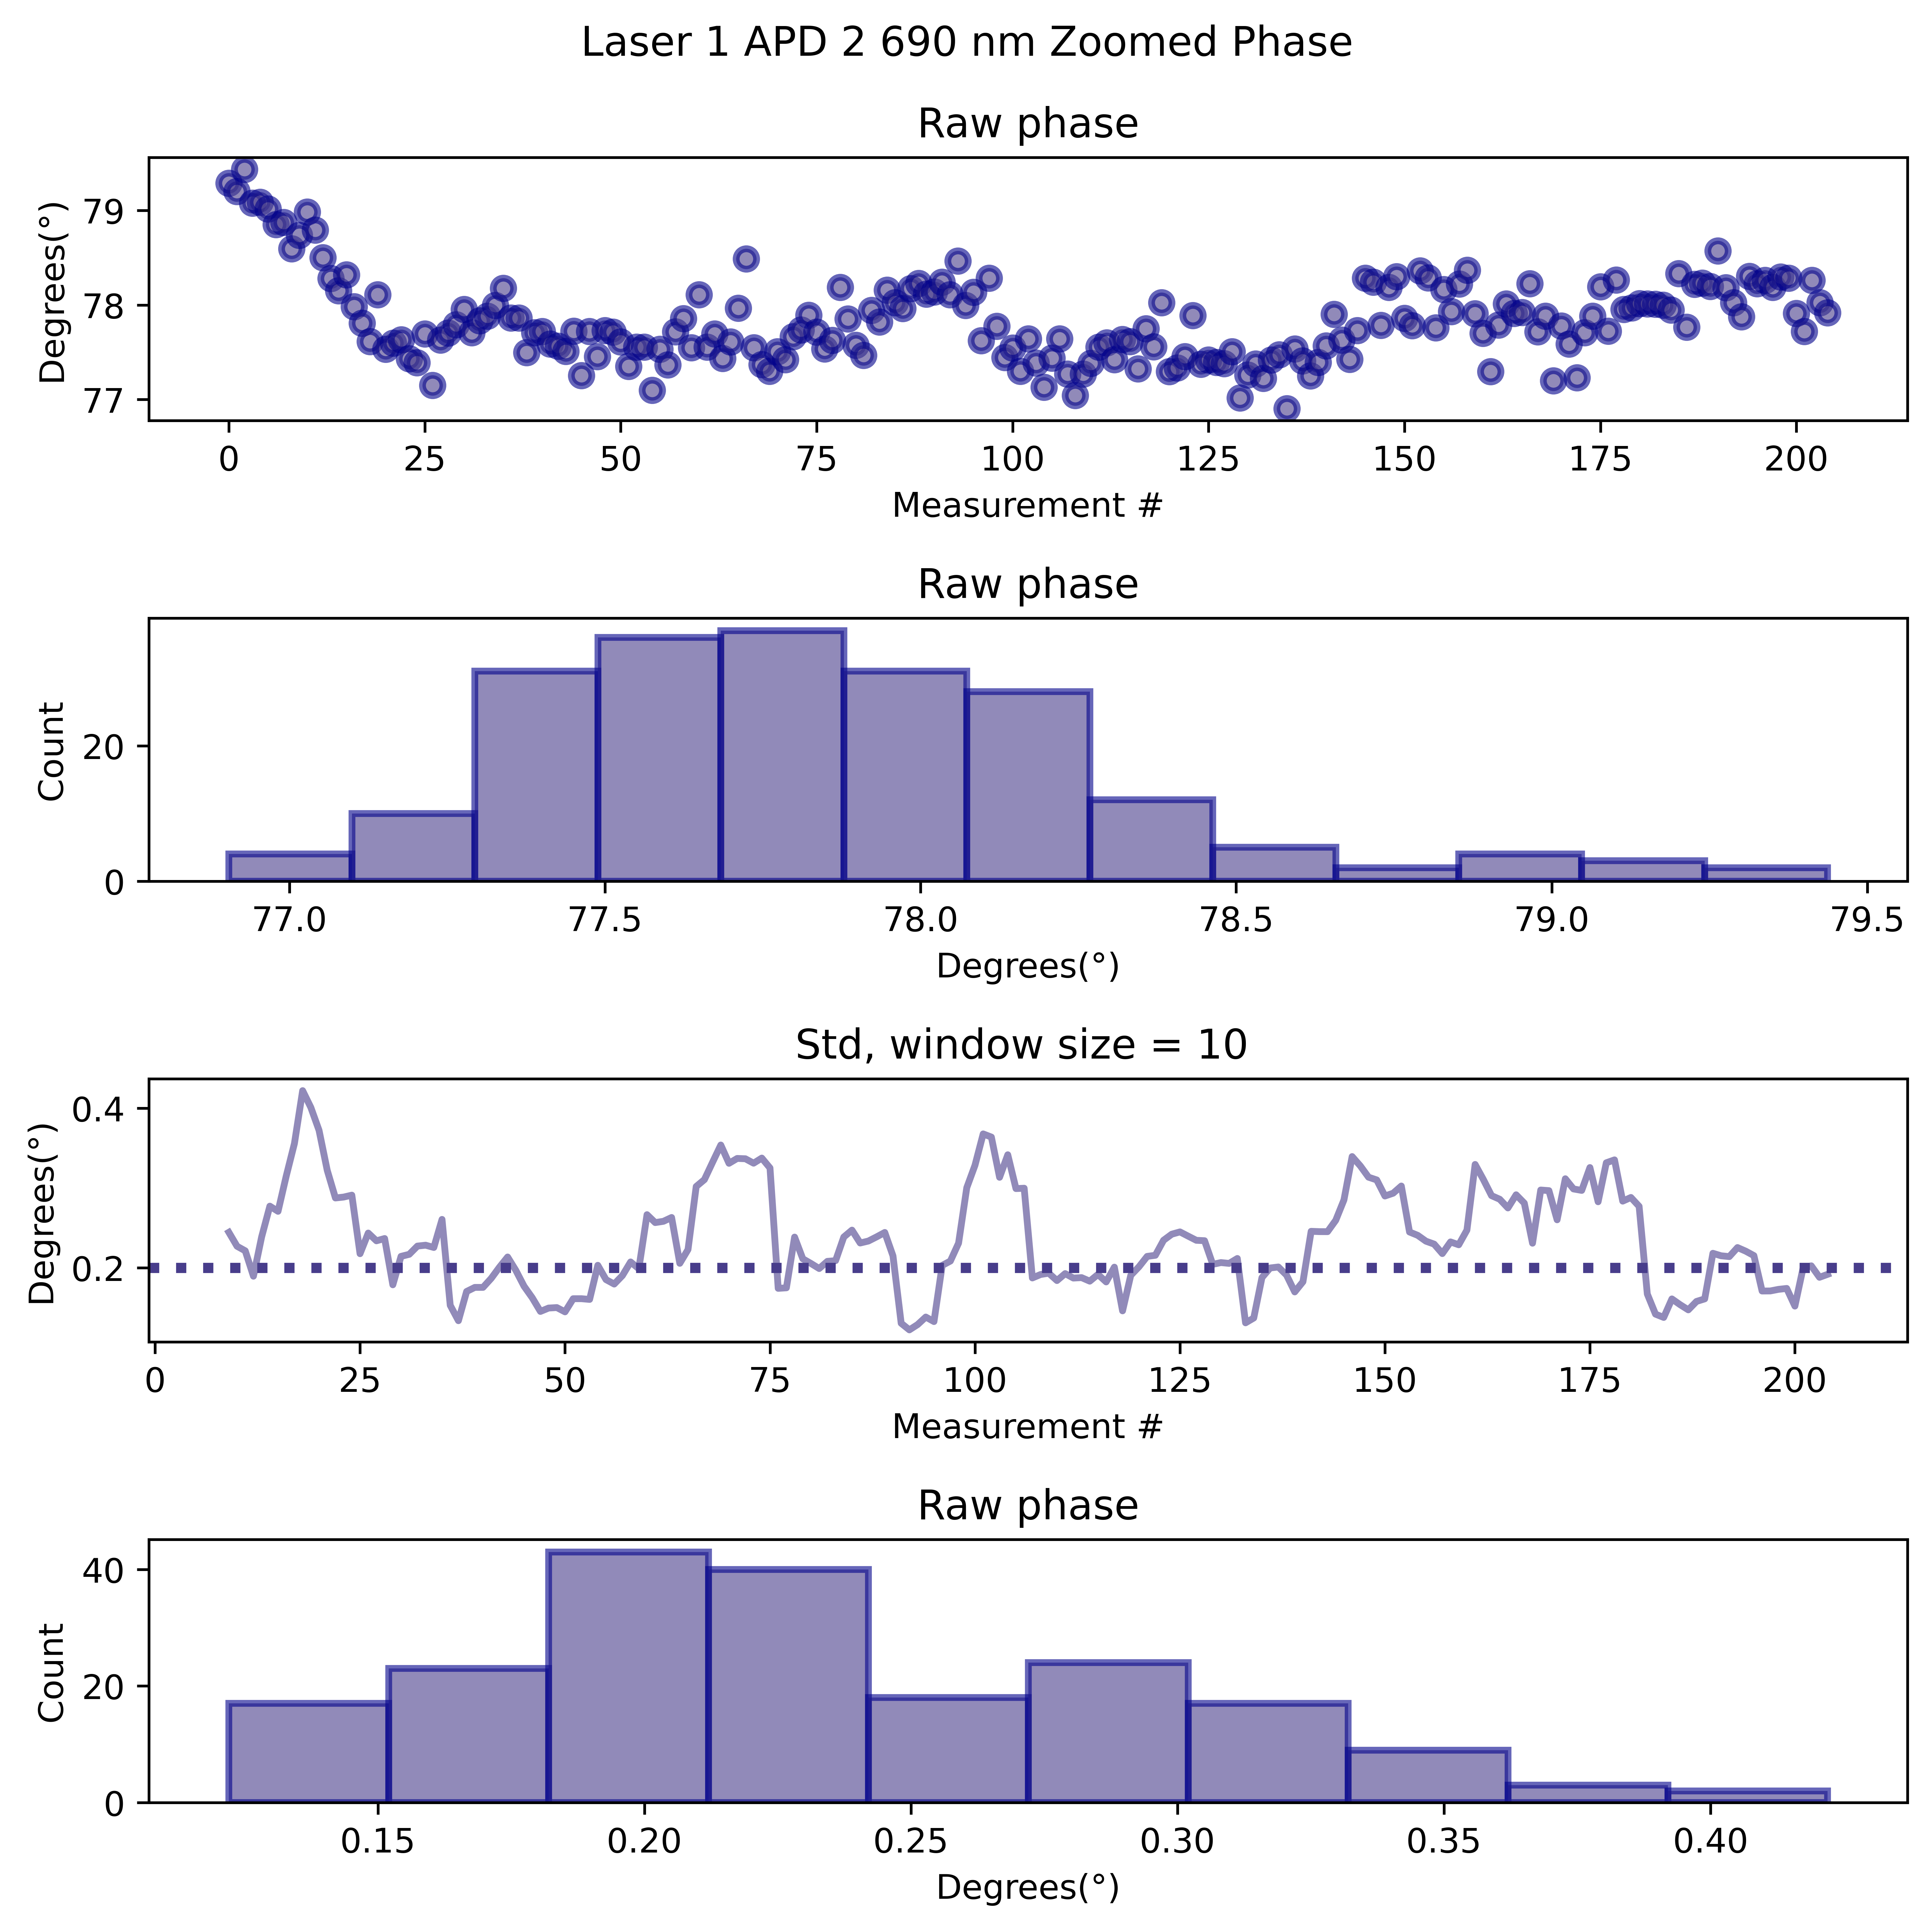 Laser 1 APD 2 690 nm Zoomed Phase
Raw phase
Degrees(°)
79
78
77
0 25 50 75 100 125 150 175 200
Measurement #
Raw phase
Count
20
0
77.0 77.5 78.0 78.5 79.0 79.5
Degrees(°)
Std, window size = 10
Degrees(°)
0.4
0.2
0 25 50 75 100 125 150 175 200
Measurement #
Raw phase
Count
40
20
0
0.15 0.20 0.25 0.30 0.35 0.40
Degrees(°)